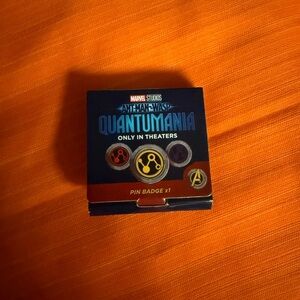 MARVEL STUDIOS
ANT-MAN AND THE WASP
QUANTUMANIA
ONLY IN THEATERS
PIN BADGE x1